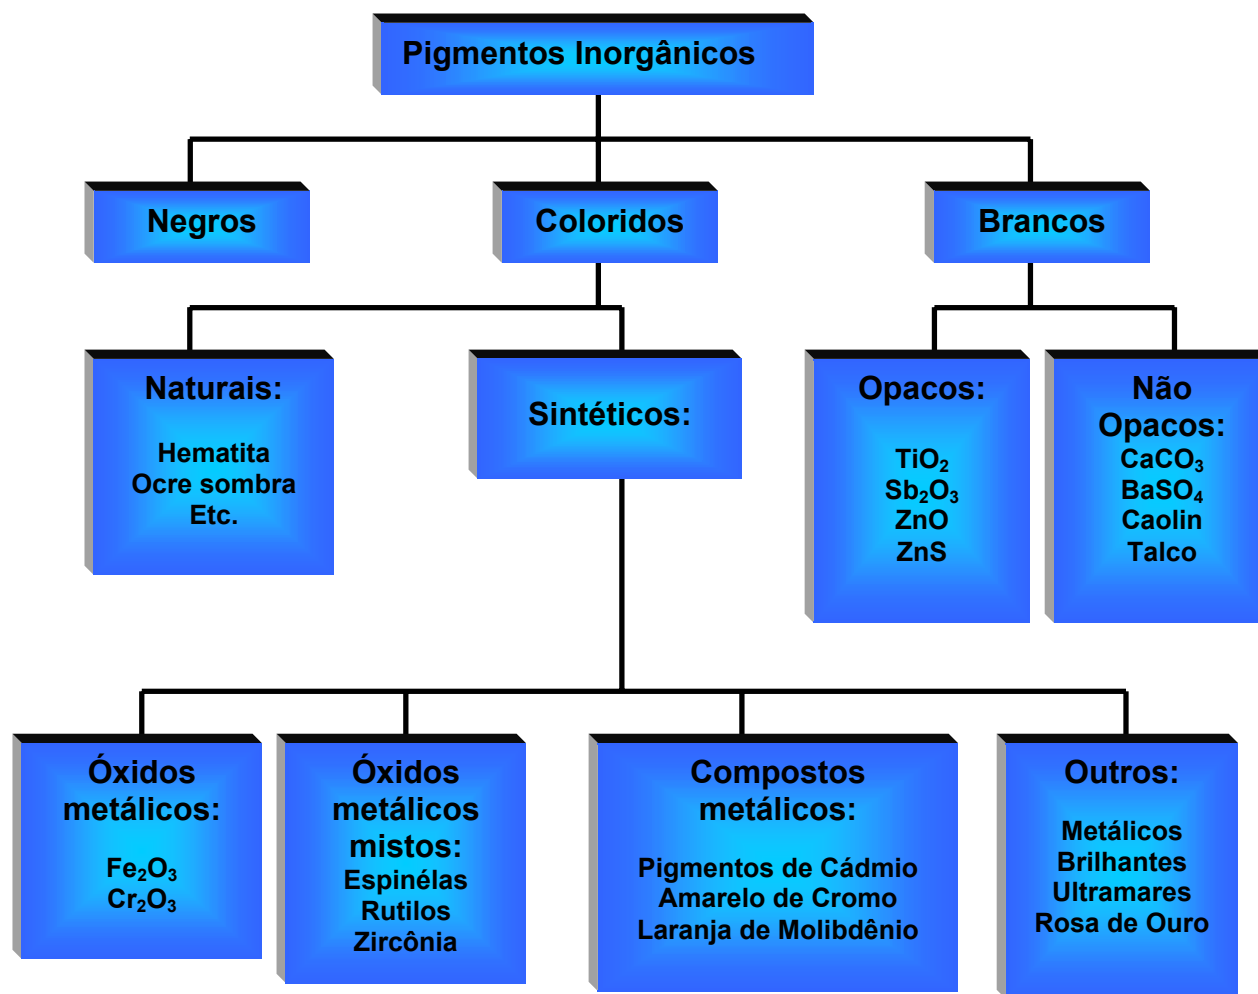 Pigmentos Inorgânicos
Negros
Coloridos
Brancos
Naturais:
Hematita
Ocre sombra
Etc.
Sintéticos:
Opacos:
TiO₂
Sb₂O₃
ZnO
ZnS
Não
Opacos:
CaCO₃
BaSO₄
Caolin
Talco
Óxidos
metálicos:
Fe₂O₃
Cr₂O₃
Óxidos
metálicos
mistos:
Espinélas
Rutilos
Zircônia
Compostos
metálicos:
Pigmentos de Cádmio
Amarelo de Cromo
Laranja de Molibdênio
Outros:
Metálicos
Brilhantes
Ultramares
Rosa de Ouro